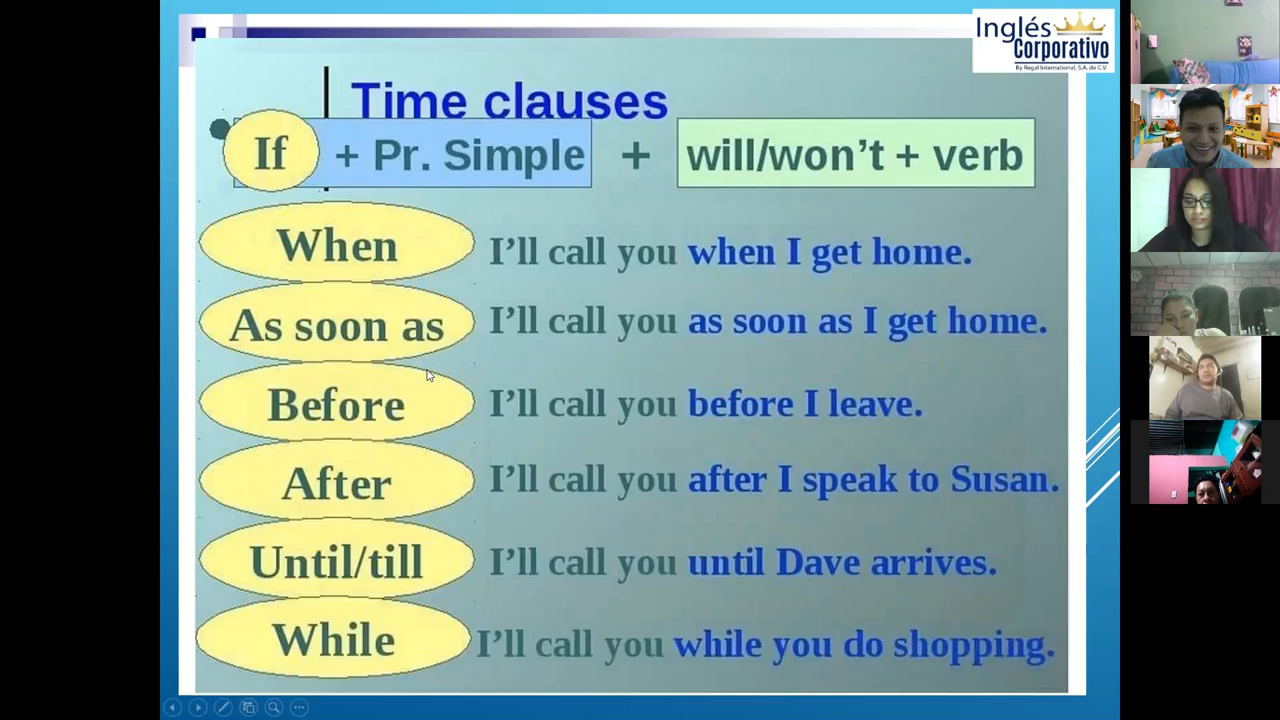 Inglés
Corporativo
By Regal International, S.A. de C.V.
Time clauses
If + Pr. Simple + will/won't + verb
When I'll call you when I get home.
As soon as I'll call you as soon as I get home.
Before I'll call you before I leave.
After I'll call you after I speak to Susan.
Until/till I'll call you until Dave arrives.
While I'll call you while you do shopping.